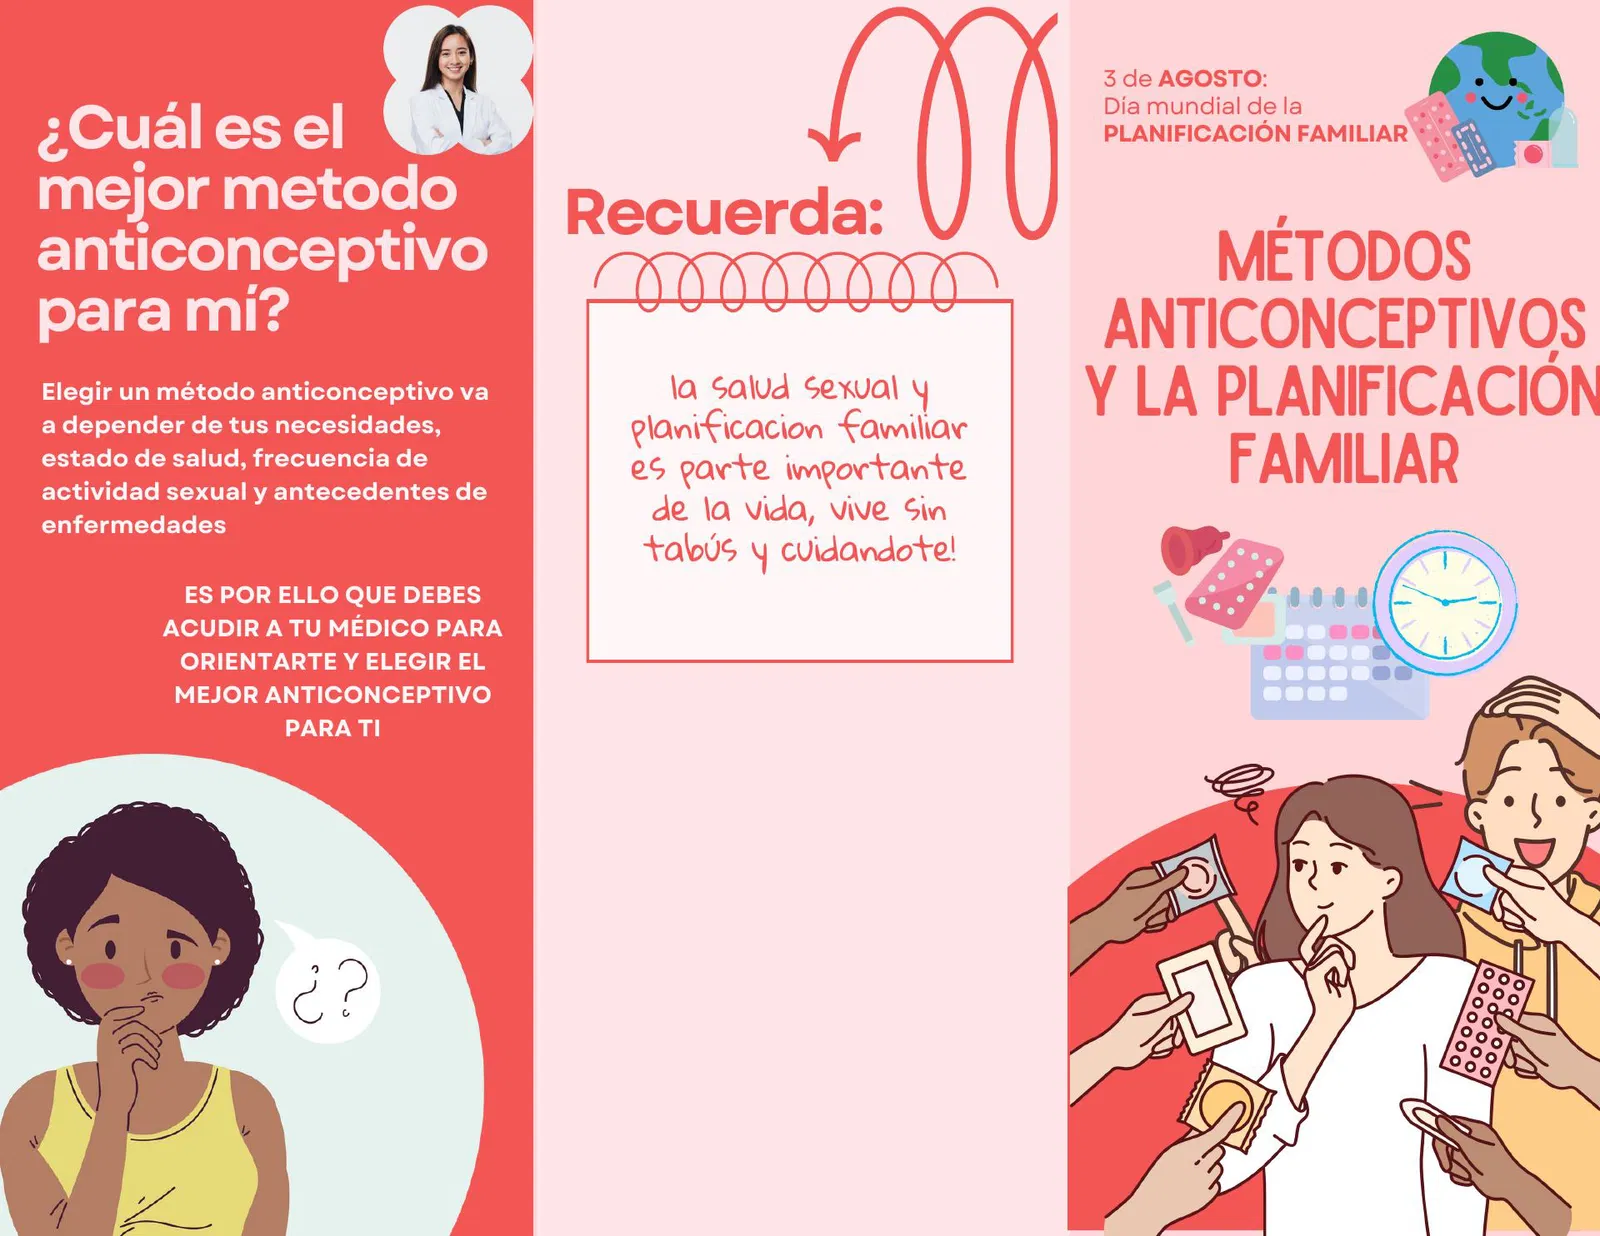 ¿Cuál es el
mejor metodo
anticonceptivo
para mí?
Elegir un método anticonceptivo va
a depender de tus necesidades,
estado de salud, frecuencia de
actividad sexual y antecedentes de
enfermedades
ES POR ELLO QUE DEBES
ACUDIR A TU MÉDICO PARA
ORIENTARTE Y ELEGIR EL
MEJOR ANTICONCEPTIVO
PARA TI
¿?
Recuerda:
la salud sexual y
planificacion familiar
es parte importante
de la vida, vive sin
tabús y cuidandote!
3 de AGOSTO:
Día mundial de la
PLANIFICACIÓN FAMILIAR
MÉTODOS
ANTICONCEPTIVOS
Y LA PLANIFICACIÓN
FAMILIAR